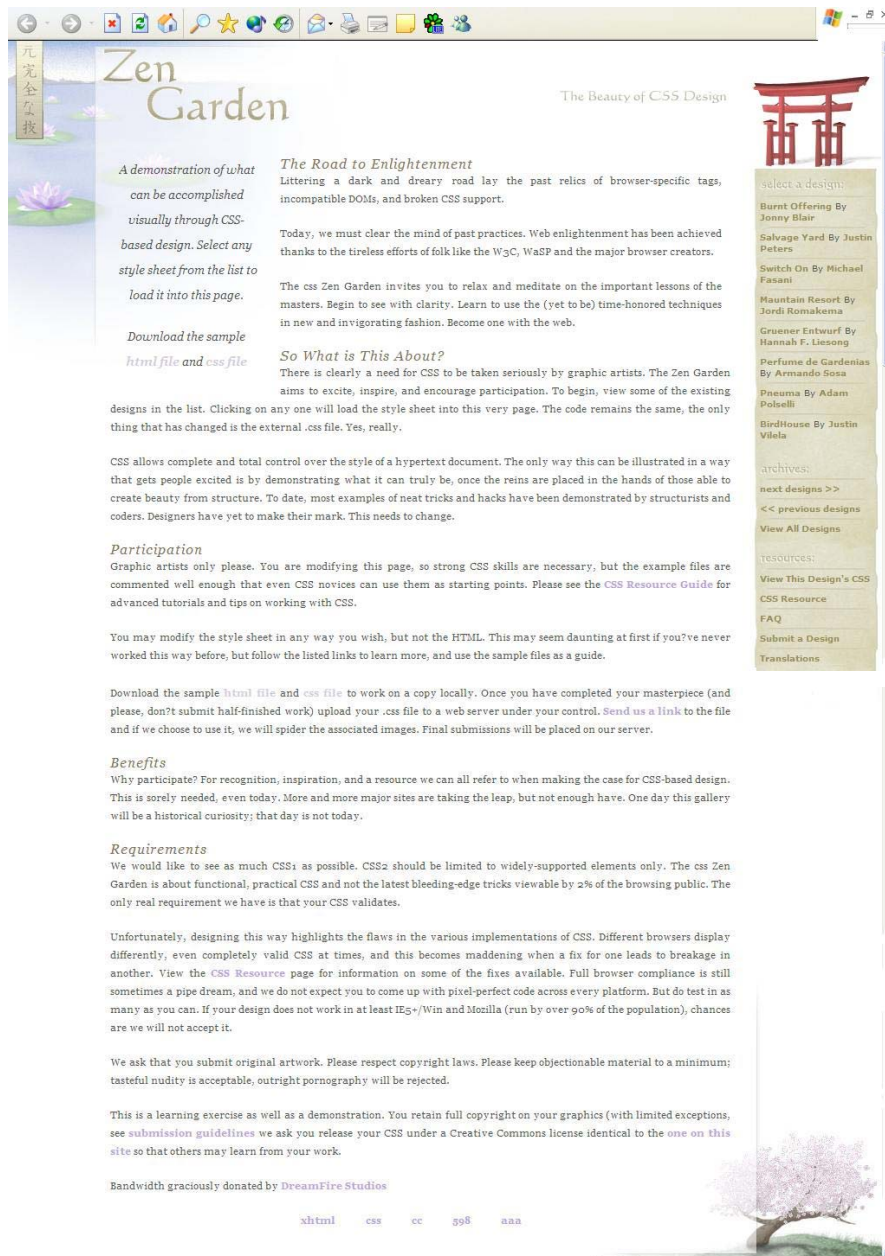 元
完
全
な
技
Zen
Garden
The Beauty of CSS Design
A demonstration of what
can be accomplished
visually through CSS-
based design. Select any
style sheet from the list to
load it into this page.
Download the sample
html file and css file
The Road to Enlightenment
Littering a dark and dreary road lay the past relics of browser-specific tags,
incompatible DOMs, and broken CSS support.
Today, we must clear the mind of past practices. Web enlightenment has been achieved
thanks to the tireless efforts of folk like the W3C, WaSP and the major browser creators.
The css Zen Garden invites you to relax and meditate on the important lessons of the
masters. Begin to see with clarity. Learn to use the (yet to be) time-honored techniques
in new and invigorating fashion. Become one with the web.
So What is This About?
There is clearly a need for CSS to be taken seriously by graphic artists. The Zen Garden
aims to excite, inspire, and encourage participation. To begin, view some of the existing
designs in the list. Clicking on any one will load the style sheet into this very page. The code remains the same, the only
thing that has changed is the external .css file. Yes, really.
CSS allows complete and total control over the style of a hypertext document. The only way this can be illustrated in a way
that gets people excited is by demonstrating what it can truly be, once the reins are placed in the hands of those able to
create beauty from structure. To date, most examples of neat tricks and hacks have been demonstrated by structurists and
coders. Designers have yet to make their mark. This needs to change.
Participation
Graphic artists only please. You are modifying this page, so strong CSS skills are necessary, but the example files are
commented well enough that even CSS novices can use them as starting points. Please see the CSS Resource Guide for
advanced tutorials and tips on working with CSS.
You may modify the style sheet in any way you wish, but not the HTML. This may seem daunting at first if you?ve never
worked this way before, but follow the listed links to learn more, and use the sample files as a guide.
Download the sample html file and css file to work on a copy locally. Once you have completed your masterpiece (and
please, don?t submit half-finished work) upload your .css file to a web server under your control. Send us a link to the file
and if we choose to use it, we will spider the associated images. Final submissions will be placed on our server.
Benefits
Why participate? For recognition, inspiration, and a resource we can all refer to when making the case for CSS-based design.
This is sorely needed, even today. More and more major sites are taking the leap, but not enough have. One day this gallery
will be a historical curiosity; that day is not today.
Requirements
We would like to see as much CSS1 as possible. CSS2 should be limited to widely-supported elements only. The css Zen
Garden is about functional, practical CSS and not the latest bleeding-edge tricks viewable by 2% of the browsing public. The
only real requirement we have is that your CSS validates.
Unfortunately, designing this way highlights the flaws in the various implementations of CSS. Different browsers display
differently, even completely valid CSS at times, and this becomes maddening when a fix for one leads to breakage in
another. View the CSS Resource page for information on some of the fixes available. Full browser compliance is still
sometimes a pipe dream, and we do not expect you to come up with pixel-perfect code across every platform. But do test in as
many as you can. If your design does not work in at least IE5+/Win and Mozilla (run by over 90% of the population), chances
are we will not accept it.
We ask that you submit original artwork. Please respect copyright laws. Please keep objectionable material to a minimum;
tasteful nudity is acceptable, outright pornography will be rejected.
This is a learning exercise as well as a demonstration. You retain full copyright on your graphics (with limited exceptions,
see submission guidelines we ask you release your CSS under a Creative Commons license identical to the one on this
site so that others may learn from your work.
Bandwidth graciously donated by DreamFire Studios
xhtml css cc 598 aaa
select a design:
Burnt Offering By
Jonny Blair
Salvage Yard By Justin
Peters
Switch On By Michael
Fasani
Mauntain Resort By
Jordi Romakema
Gruener Entwurf By
Hannah F. Liesong
Perfume de Gardenias
By Armando Sosa
Pneuma By Adam
Polselli
BirdHouse By Justin
Vilela
archives:
next designs >>
<< previous designs
View All Designs
resources:
View This Design's CSS
CSS Resource
FAQ
Submit a Design
Translations